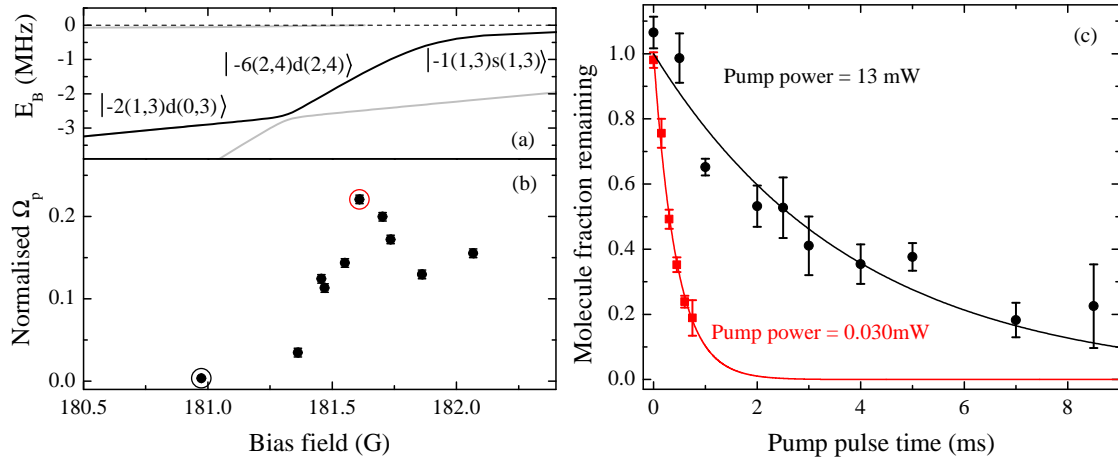 0
-1
-2
-3
E_B (MHz)
|-6(2,4)d(2,4)⟩
|-1(1,3)s(1,3)⟩
|-2(1,3)d(0,3)⟩
(a)
(b)
0.2
0.1
0.0
Normalised Ω_p
180.5 181.0 181.5 182.0
Bias field (G)
(c)
1.0
0.8
0.6
0.4
0.2
0.0
Molecule fraction remaining
Pump power = 13 mW
Pump power = 0.030mW
0 2 4 6 8
Pump pulse time (ms)